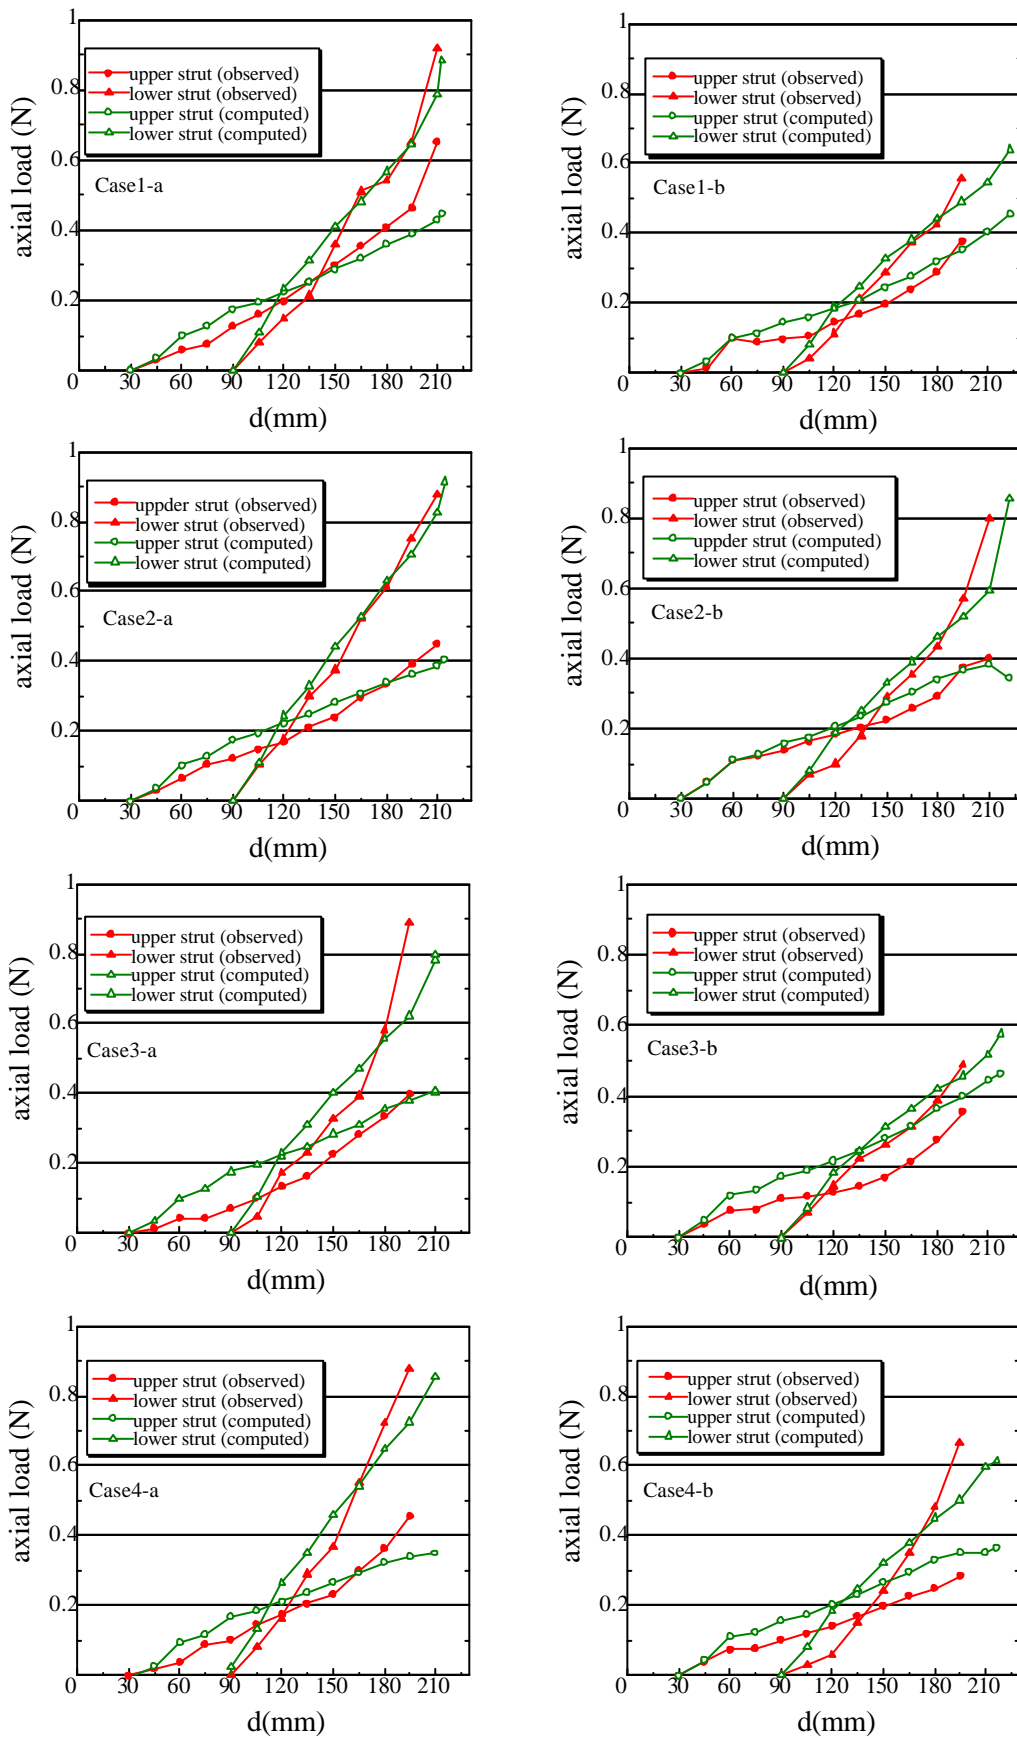 1
0.8
0.6
0.4
0.2
0
30 60 90 120 150 180 210
axial load (N)
d(mm)
upper strut (observed)
lower strut (observed)
upper strut (computed)
lower strut (computed)
Case1-a
1
0.8
0.6
0.4
0.2
0
30 60 90 120 150 180 210
axial load (N)
d(mm)
upper strut (observed)
lower strut (observed)
upper strut (computed)
lower strut (computed)
Case1-b
1
0.8
0.6
0.4
0.2
0
30 60 90 120 150 180 210
axial load (N)
d(mm)
uppder strut (observed)
lower strut (observed)
upper strut (computed)
lower strut (computed)
Case2-a
1
0.8
0.6
0.4
0.2
0
30 60 90 120 150 180 210
axial load (N)
d(mm)
upper strut (observed)
lower strut (observed)
uppder strut (computed)
lower strut (computed)
Case2-b
1
0.8
0.6
0.4
0.2
0
30 60 90 120 150 180 210
axial load (N)
d(mm)
upper strut (observed)
lower strut (observed)
upper strut (computed)
lower strut (computed)
Case3-a
1
0.8
0.6
0.4
0.2
0
30 60 90 120 150 180 210
axial load (N)
d(mm)
upper strut (observed)
lower strut (observed)
upper strut (computed)
lower strut (computed)
Case3-b
1
0.8
0.6
0.4
0.2
0
30 60 90 120 150 180 210
axial load (N)
d(mm)
upper strut (observed)
lower strut (observed)
upper strut (computed)
lower strut (computed)
Case4-a
1
0.8
0.6
0.4
0.2
0
30 60 90 120 150 180 210
axial load (N)
d(mm)
upper strut (observed)
lower strut (observed)
upper strut (computed)
lower strut (computed)
Case4-b